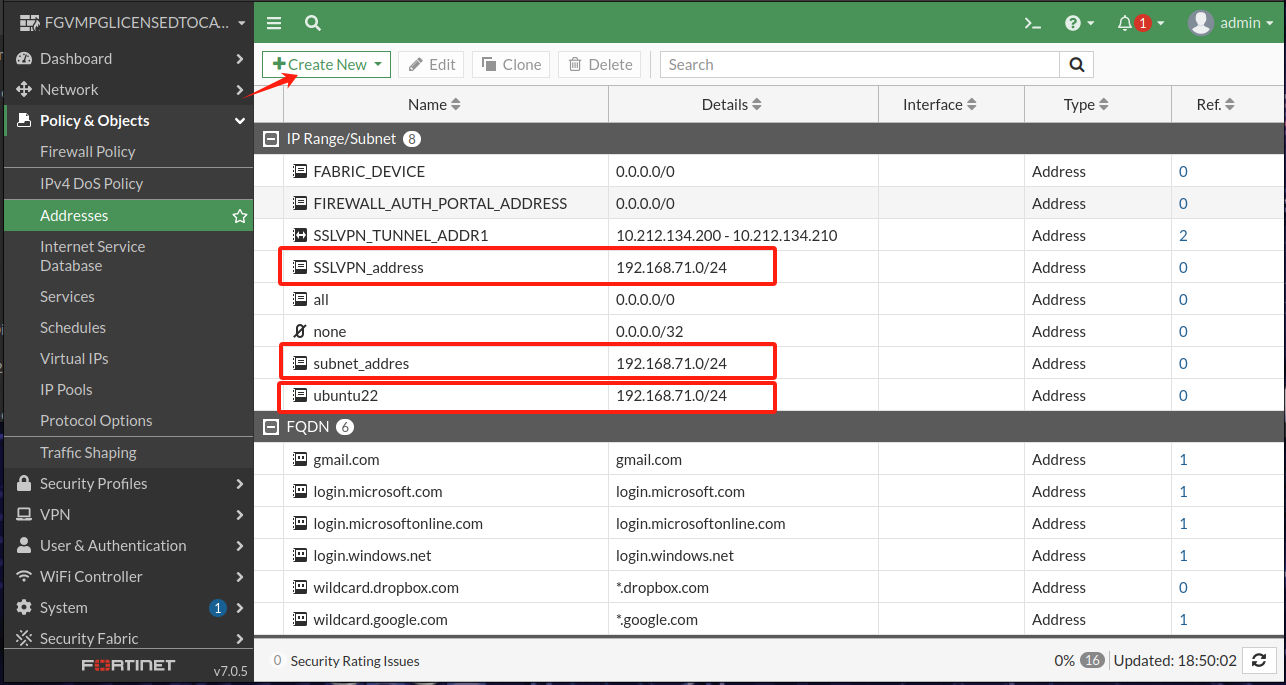 FGVMPGLICENSEDTOCA...
1
admin
Dashboard
Network
Policy & Objects
Firewall Policy
IPv4 DoS Policy
Addresses
Internet Service
Database
Services
Schedules
Virtual IPs
IP Pools
Protocol Options
Traffic Shaping
Security Profiles
VPN
User & Authentication
WiFi Controller
System 1
Security Fabric
FORTINET
v7.0.5
Create New Edit Clone Delete Search
Name Details Interface Type Ref.
IP Range/Subnet 8
FABRIC_DEVICE 0.0.0.0/0 Address 0
FIREWALL_AUTH_PORTAL_ADDRESS 0.0.0.0/0 Address 0
SSLVPN_TUNNEL_ADDR1 10.212.134.200 - 10.212.134.210 Address 2
SSLVPN_address 192.168.71.0/24 Address 0
all 0.0.0.0/0 Address 0
none 0.0.0.0/32 Address 0
subnet_addres 192.168.71.0/24 Address 0
ubuntu22 192.168.71.0/24 Address 0
FQDN 6
gmail.com gmail.com Address 1
login.microsoft.com login.microsoft.com Address 1
login.microsoftonline.com login.microsoftonline.com Address 1
login.windows.net login.windows.net Address 1
wildcard.dropbox.com *.dropbox.com Address 0
wildcard.google.com *.google.com Address 1
0 Security Rating Issues 0% 16 Updated: 18:50:02